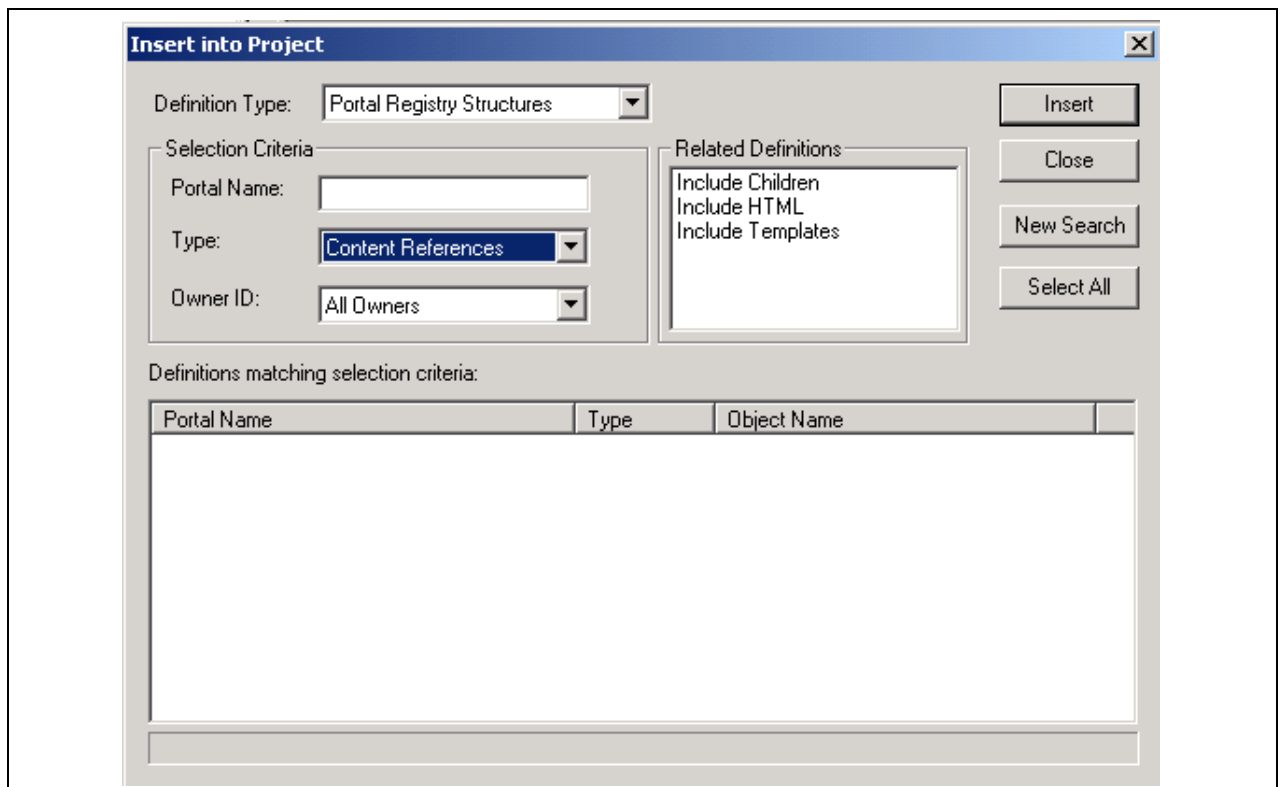 Insert into Project
Definition Type: Portal Registry Structures
Insert
Selection Criteria
Portal Name:
Type: Content References
Owner ID: All Owners
Related Definitions
Include Children
Include HTML
Include Templates
Close
New Search
Select All
Definitions matching selection criteria:
Portal Name Type Object Name